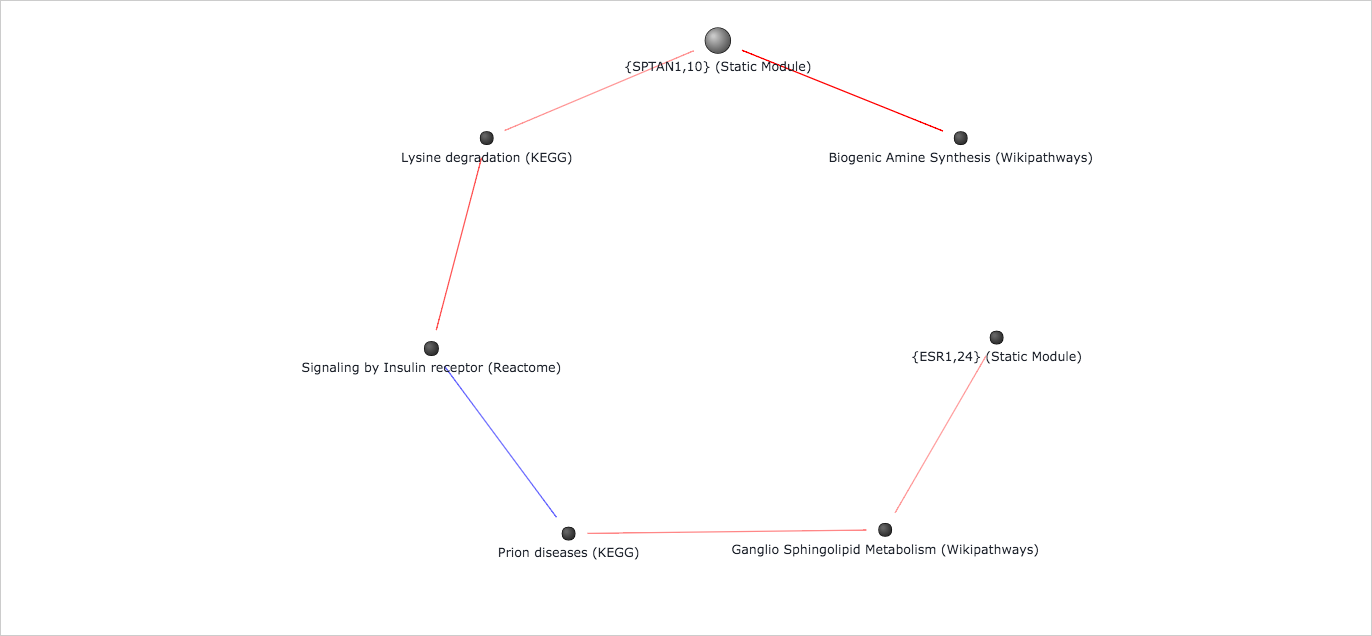 {SPTAN1,10} (Static Module)
Lysine degradation (KEGG)
Biogenic Amine Synthesis (Wikipathways)
Signaling by Insulin receptor (Reactome)
{ESR1,24} (Static Module)
Prion diseases (KEGG)
Ganglio Sphingolipid Metabolism (Wikipathways)